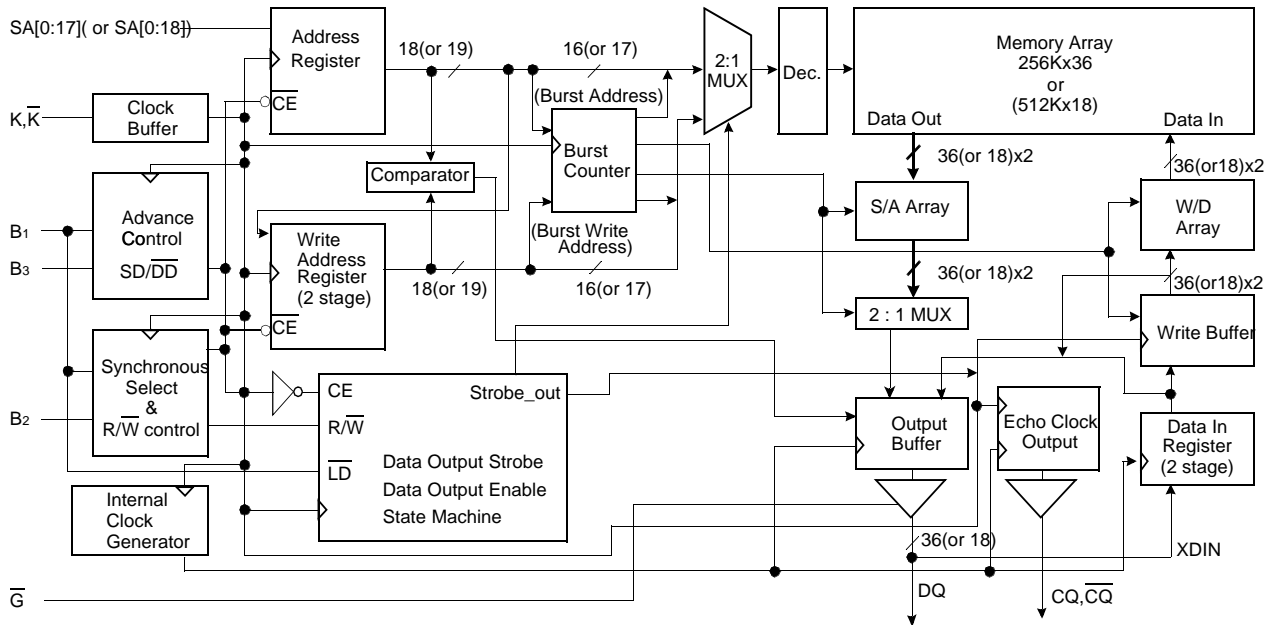 SA[0:17]( or SA[0:18])
Address
Register
CE
18(or 19)
16(or 17)
(Burst Address)
2:1
MUX
Dec.
Memory Array
256Kx36
or
(512Kx18)
Data Out
Data In
K,K
Clock
Buffer
Burst
Counter
36(or 18)x2
36(or18)x2
Comparator
S/A Array
W/D
Array
Advance
Control
SD/DD
B1
B3
Write
Address
Register
(2 stage)
CE
(Burst Write
Address)
18(or 19)
16(or 17)
36(or 18)x2
36(or18)x2
2 : 1 MUX
Write Buffer
Synchronous
Select
&
R/W control
B2
CE
Strobe_out
R/W
LD
Data Output Strobe
Data Output Enable
State Machine
Output
Buffer
Echo Clock
Output
Data In
Register
(2 stage)
Internal
Clock
Generator
36(or 18)
XDIN
G
DQ
CQ,CQ